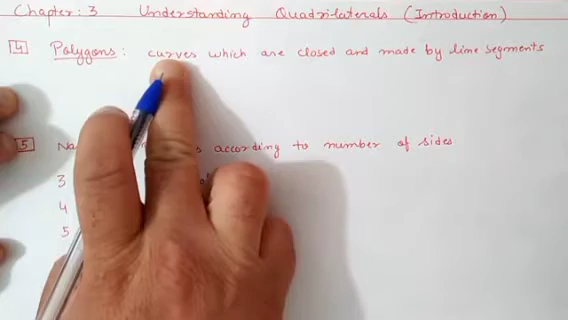 Chapter: 3 Understanding Quadrilaterals (Introduction)
4 Polygons: curves which are closed and made by line segments
5 according to number of sides
3
4
5